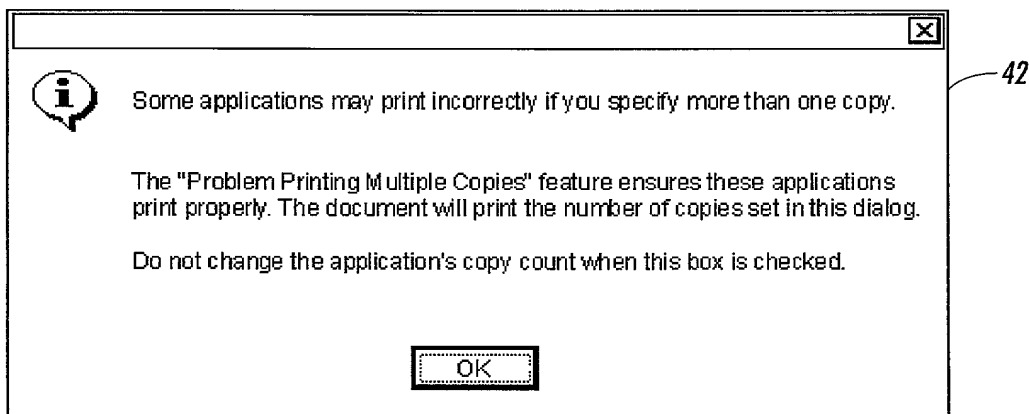 42
Some applications may print incorrectly if you specify more than one copy.
The "Problem Printing Multiple Copies" feature ensures these applications
print properly. The document will print the number of copies set in this dialog.
Do not change the application's copy count when this box is checked.
OK